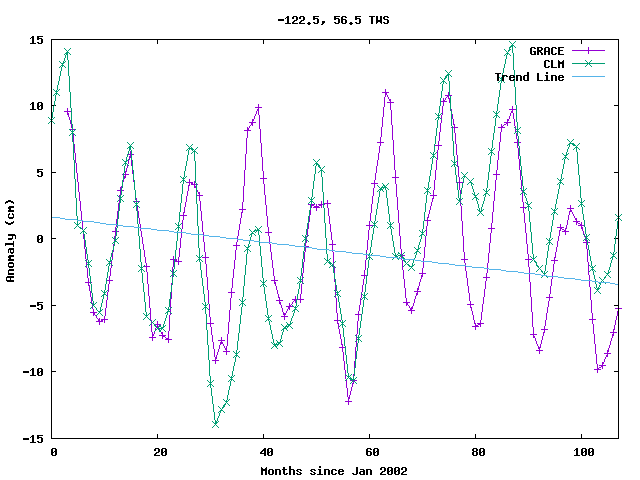 -122.5, 56.5 TWS
GRACE
CLM
Trend Line
15
10
5
0
-5
-10
-15
Anomaly (cm)
0 20 40 60 80 100
Months since Jan 2002